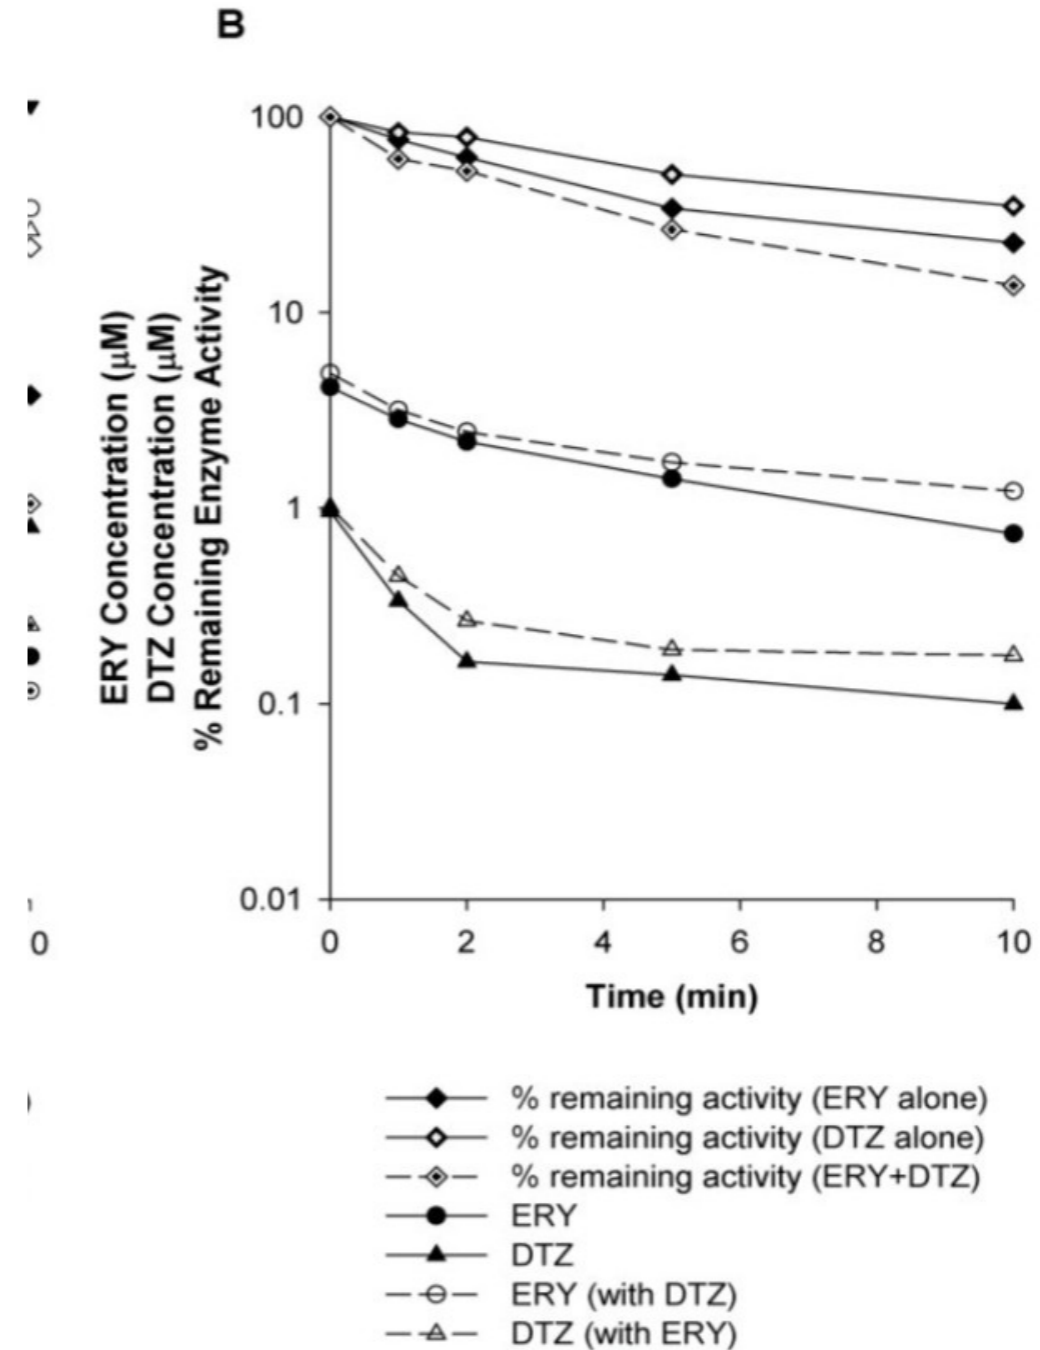 B
ERY Concentration (μM)
DTZ Concentration (μM)
% Remaining Enzyme Activity
100
10
1
0.1
0.01
0
0 2 4 6 8 10
Time (min)
% remaining activity (ERY alone)
% remaining activity (DTZ alone)
% remaining activity (ERY+DTZ)
ERY
DTZ
ERY (with DTZ)
DTZ (with ERY)